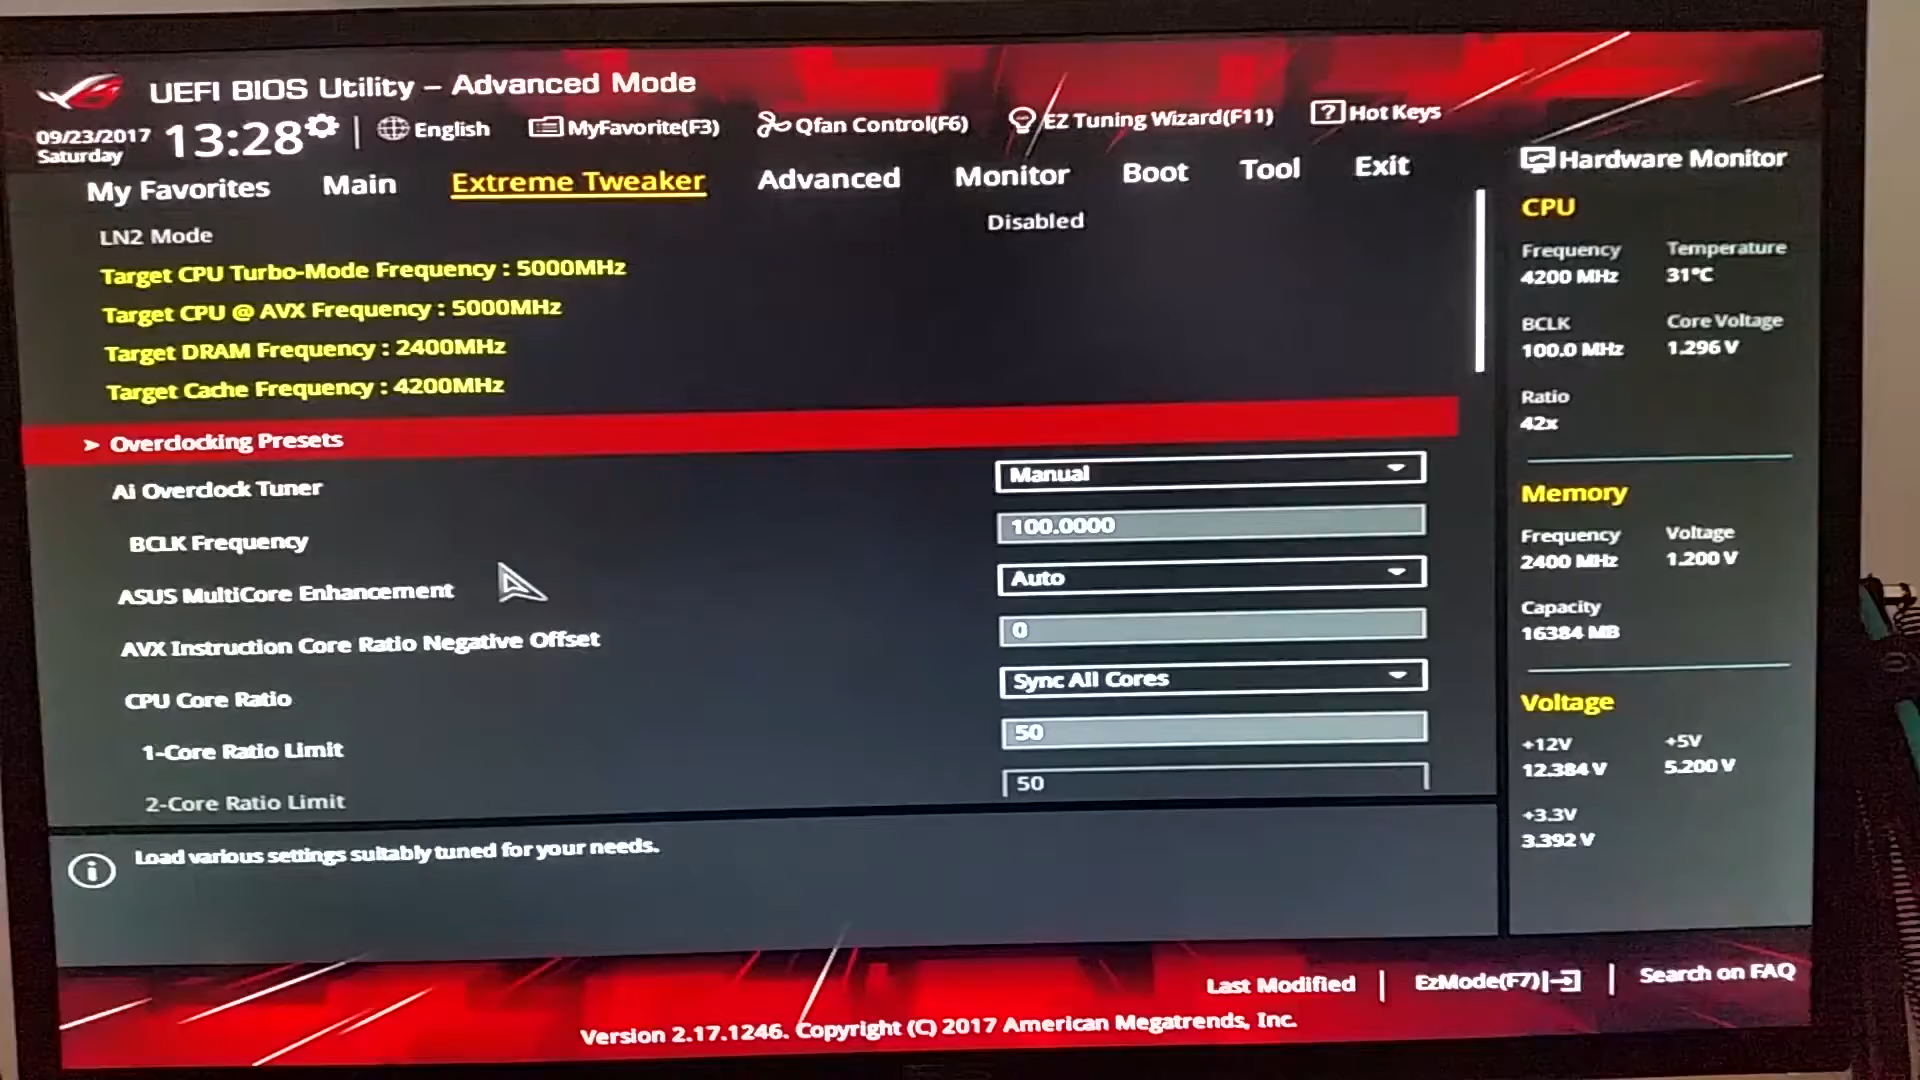 UEFI BIOS Utility – Advanced Mode
09/23/2017
Saturday
13:28
English
MyFavorite(F3)
Qfan Control(F6)
EZ Tuning Wizard(F11)
? Hot Keys
My Favorites
Main
Extreme Tweaker
Advanced
Monitor
Boot
Tool
Exit
LN2 Mode
Disabled
Target CPU Turbo-Mode Frequency : 5000MHz
Target CPU @ AVX Frequency : 5000MHz
Target DRAM Frequency : 2400MHz
Target Cache Frequency : 4200MHz
> Overclocking Presets
Ai Overclock Tuner
Manual
BCLK Frequency
100.0000
ASUS MultiCore Enhancement
Auto
AVX Instruction Core Ratio Negative Offset
0
CPU Core Ratio
Sync All Cores
1-Core Ratio Limit
50
2-Core Ratio Limit
50
i Load various settings suitably tuned for your needs.
Hardware Monitor
CPU
Frequency Temperature
4200 MHz 31°C
BCLK Core Voltage
100.0 MHz 1.296 V
Ratio
42x
Memory
Frequency Voltage
2400 MHz 1.200 V
Capacity
16384 MB
Voltage
+12V +5V
12.384 V 5.200 V
+3.3V
3.392 V
Last Modified
EzMode(F7)
Search on FAQ
Version 2.17.1246. Copyright (C) 2017 American Megatrends, Inc.